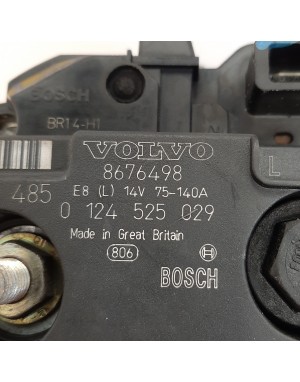 BOSCH
BR14-H1
VOLVO
8676498
L
485 E8 (L) 14V 75-140A
0 124 525 029
Made in Great Britain
806
BOSCH